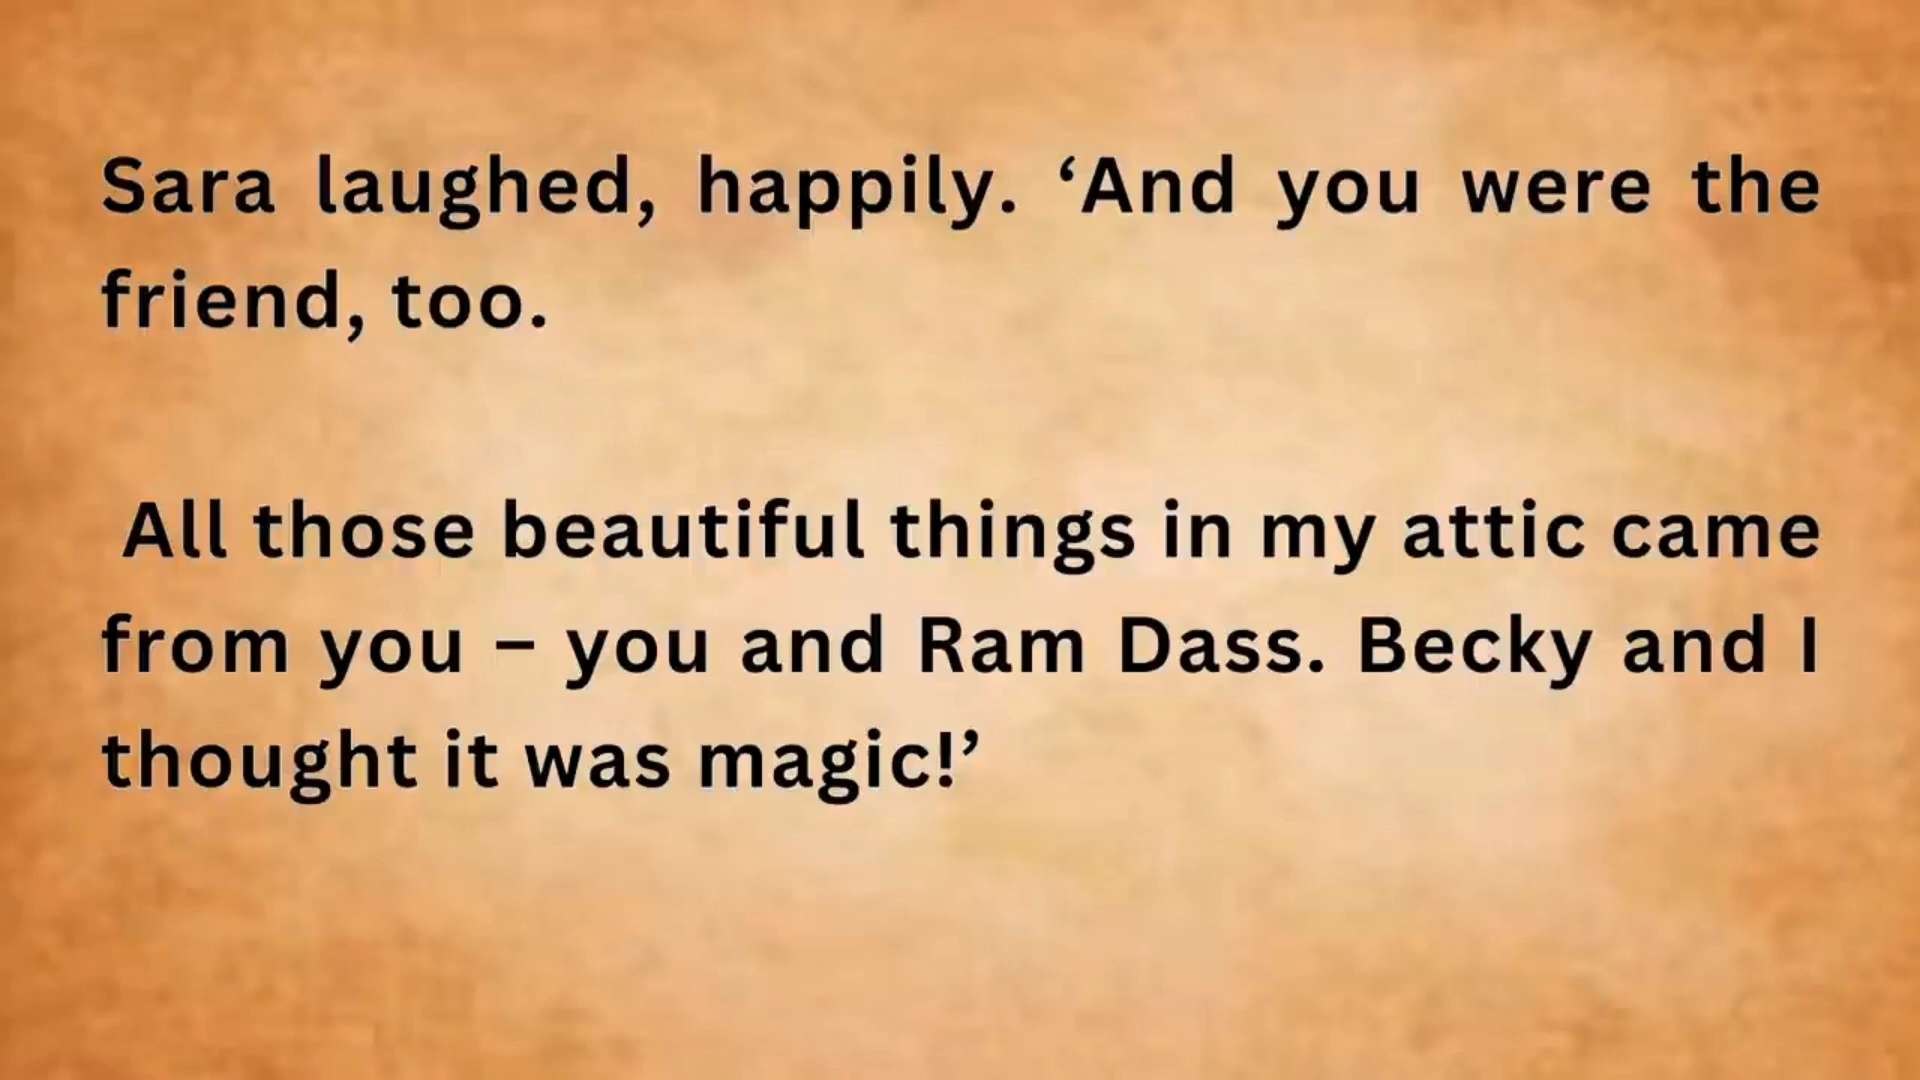 Sara laughed, happily. ‘And you were the
friend, too.
All those beautiful things in my attic came
from you – you and Ram Dass. Becky and I
thought it was magic!’